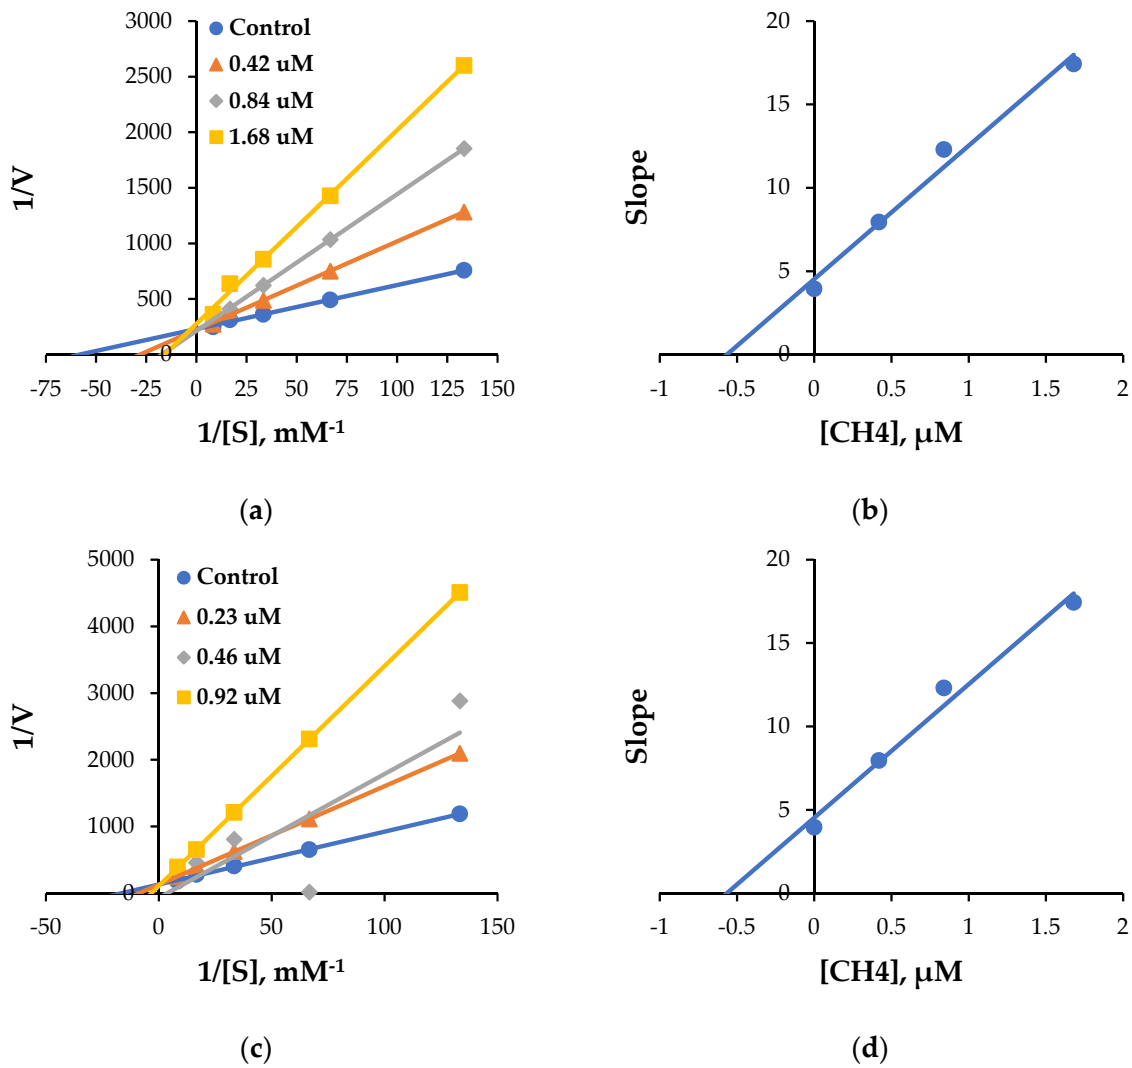 3000
2500
2000
1500
1000
500
0
1/V
Control
0.42 uM
0.84 uM
1.68 uM
-75 -50 -25 0 25 50 75 100 125 150
1/[S], mM-1
(a)
20
15
10
5
0
Slope
-1 -0.5 0 0.5 1 1.5 2
[CH4], μM
(b)
5000
4000
3000
2000
1000
0
1/V
Control
0.23 uM
0.46 uM
0.92 uM
-50 0 50 100 150
1/[S], mM-1
(c)
20
15
10
5
0
Slope
-1 -0.5 0 0.5 1 1.5 2
[CH4], μM
(d)